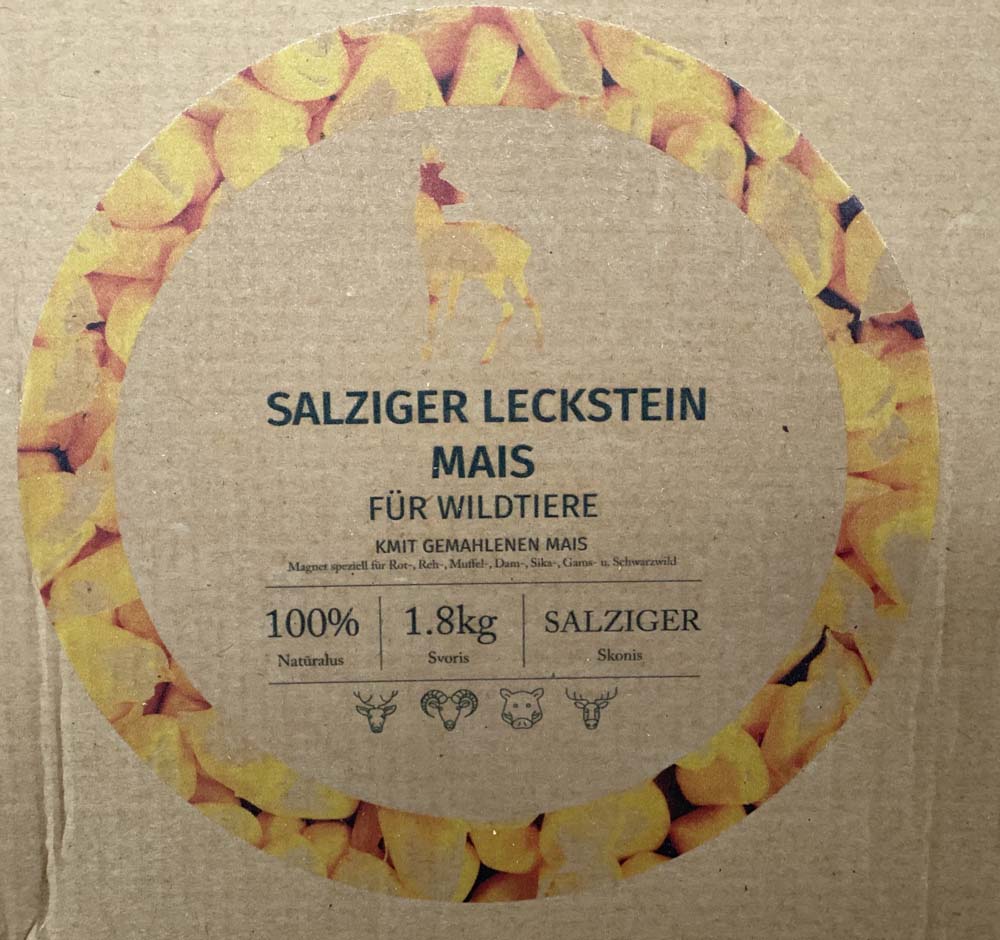 SALZIGER LECKSTEIN
MAIS
FÜR WILDTIERE
KMIT GEMAHLENEN MAIS
Magnet speziell für Rot-, Reh-, Muffel-, Dam-, Sika-, Gams- u. Schwarzwild
100% 1.8kg SALZIGER
Natūralus Svoris Skonis